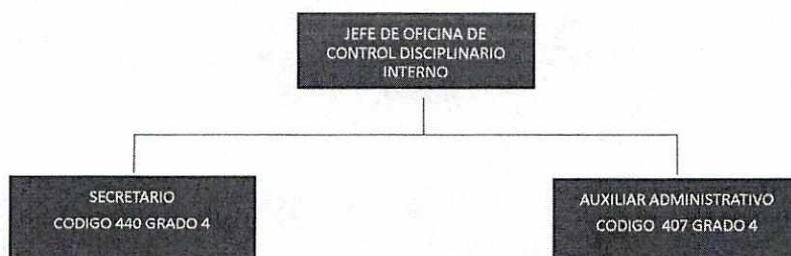 JEFE DE OFICINA DE
CONTROL DISCIPLINARIO
INTERNO
SECRETARIO
CODIGO 440 GRADO 4
AUXILIAR ADMINISTRATIVO
CODIGO 407 GRADO 4